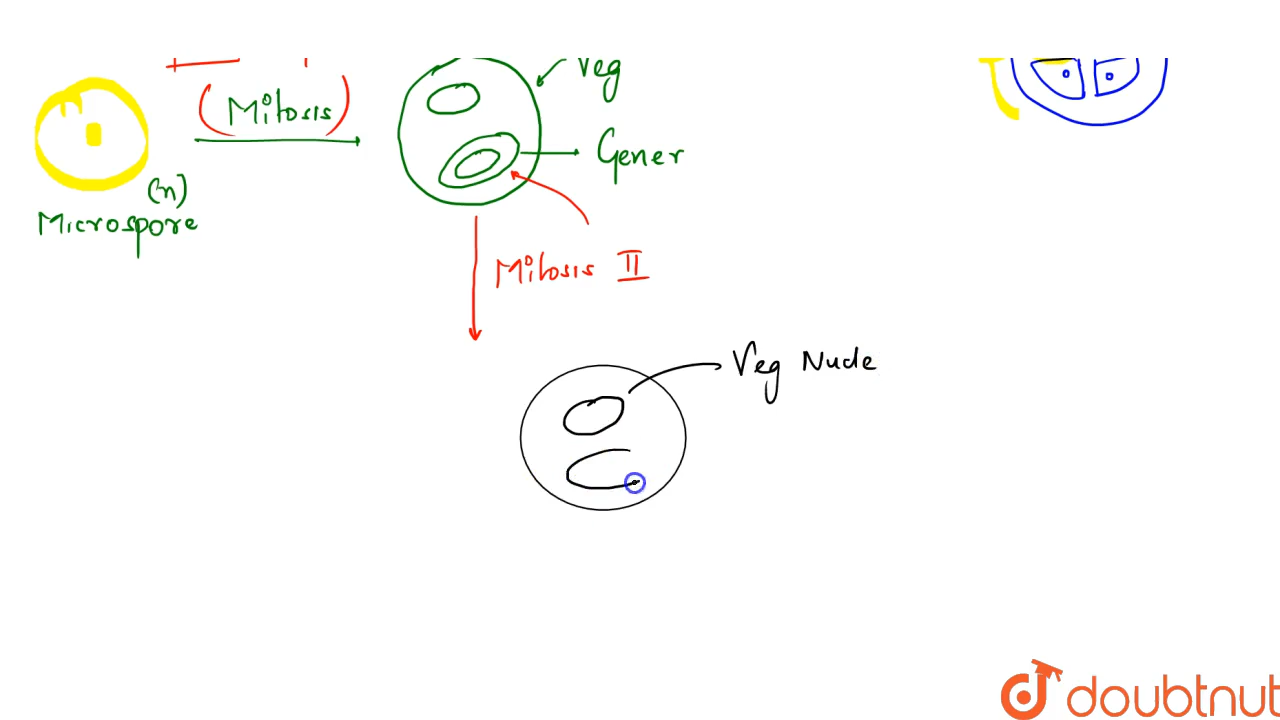 Veg
(Mitosis)
Gener
(n)
Microspore
Mitosis II
Veg Nucle
doubtnut